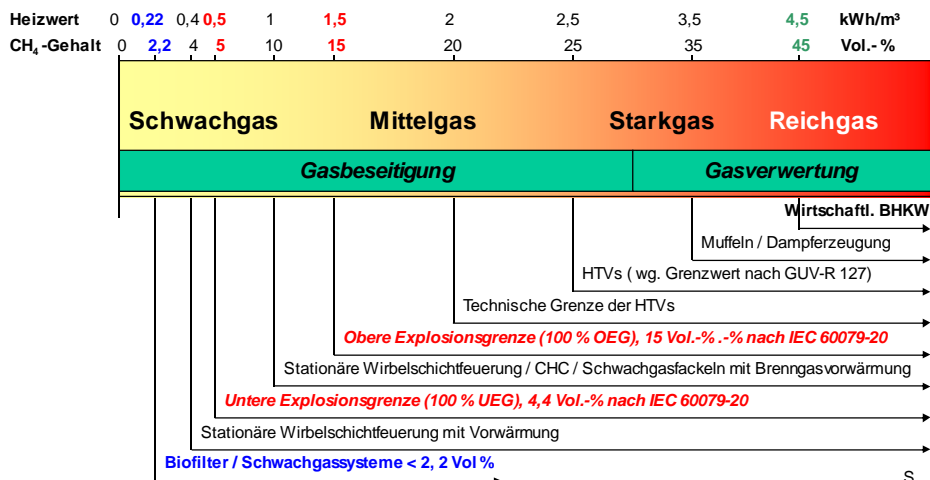 Heizwert 0 0,22 0,4 0,5 1 1,5 2 2,5 3,5 4,5 kWh/m³
CH₄-Gehalt 0 2,2 4 5 10 15 20 25 35 45 Vol.- %
Schwachgas Mittelgas Starkgas Reichgas
Gasbeseitigung Gasverwertung
Wirtschaftl. BHKW
Muffeln / Dampferzeugung
HTVs ( wg. Grenzwert nach GUV-R 127)
Technische Grenze der HTVs
Obere Explosionsgrenze (100 % OEG), 15 Vol.-% .-% nach IEC 60079-20
Stationäre Wirbelschichtfeuerung / CHC / Schwachgasfackeln mit Brenngasvorwärmung
Untere Explosionsgrenze (100 % UEG), 4,4 Vol.-% nach IEC 60079-20
Stationäre Wirbelschichtfeuerung mit Vorwärmung
Biofilter / Schwachgassysteme < 2, 2 Vol %
S